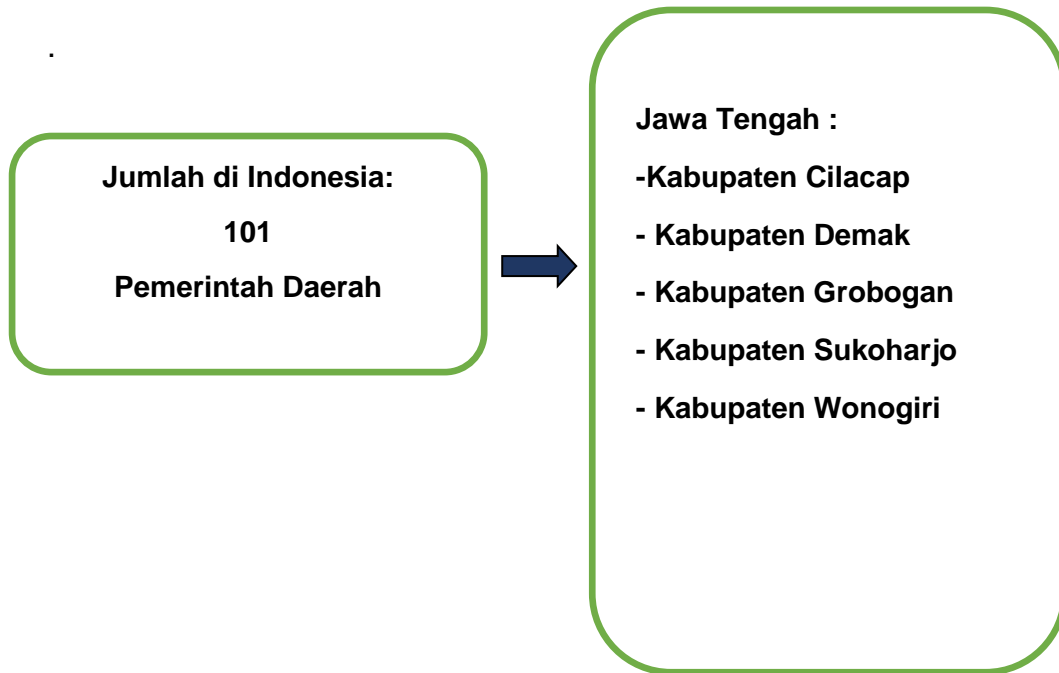 .
Jumlah di Indonesia:
101
Pemerintah Daerah
Jawa Tengah :
-Kabupaten Cilacap
- Kabupaten Demak
- Kabupaten Grobogan
- Kabupaten Sukoharjo
- Kabupaten Wonogiri